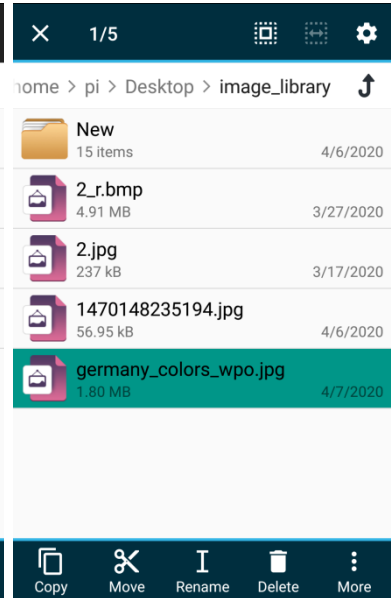 1/5
home > pi > Desktop > image_library
New
15 items
4/6/2020
2_r.bmp
4.91 MB
3/27/2020
2.jpg
237 kB
3/17/2020
1470148235194.jpg
56.95 kB
4/6/2020
germany_colors_wpo.jpg
1.80 MB
4/7/2020
Copy
Move
Rename
Delete
More